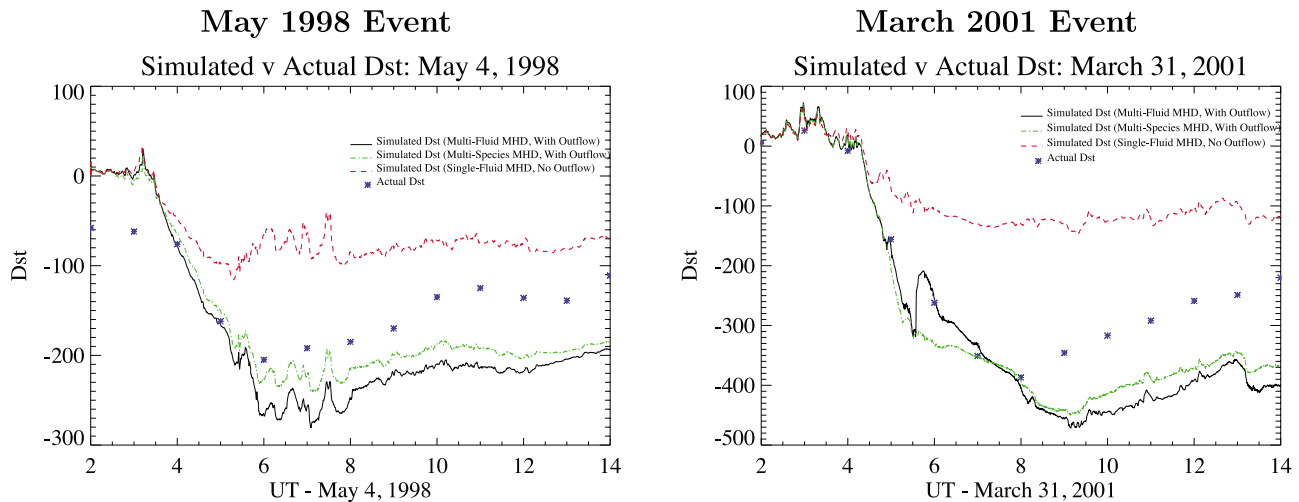 May 1998 Event
Simulated v Actual Dst: May 4, 1998
100
0
-100
-200
-300
Dst
Simulated Dst (Multi-Fluid MHD, With Outflow)
Simulated Dst (Multi-Species MHD, With Outflow)
Simulated Dst (Single-Fluid MHD, No Outflow)
Actual Dst
2 4 6 8 10 12 14
UT - May 4, 1998
March 2001 Event
Simulated v Actual Dst: March 31, 2001
100
0
-100
-200
-300
-400
-500
Dst
Simulated Dst (Multi-Fluid MHD, With Outflow)
Simulated Dst (Multi-Species MHD, With Outflow)
Simulated Dst (Single-Fluid MHD, No Outflow)
Actual Dst
2 4 6 8 10 12 14
UT - March 31, 2001